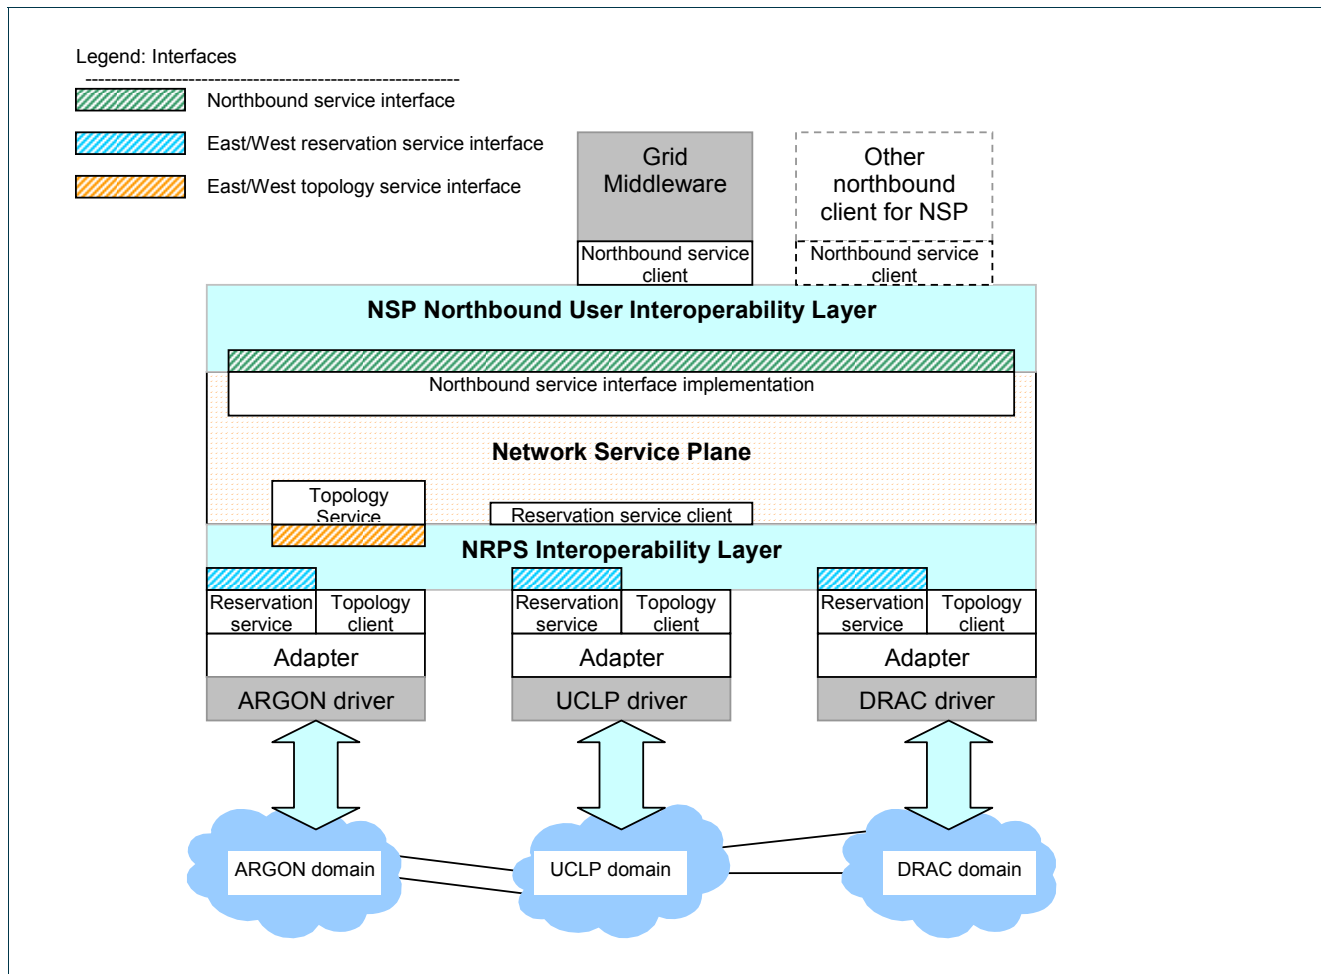 Legend: Interfaces
Northbound service interface
East/West reservation service interface
East/West topology service interface
Grid
Middleware
Other
northbound
client for NSP
Northbound service
client
Northbound service
client
NSP Northbound User Interoperability Layer
Northbound service interface implementation
Network Service Plane
Topology
Service
Reservation service client
NRPS Interoperability Layer
Reservation
service
Topology
client
Reservation
service
Topology
client
Reservation
service
Topology
client
Adapter
Adapter
Adapter
ARGON driver
UCLP driver
DRAC driver
ARGON domain
UCLP domain
DRAC domain